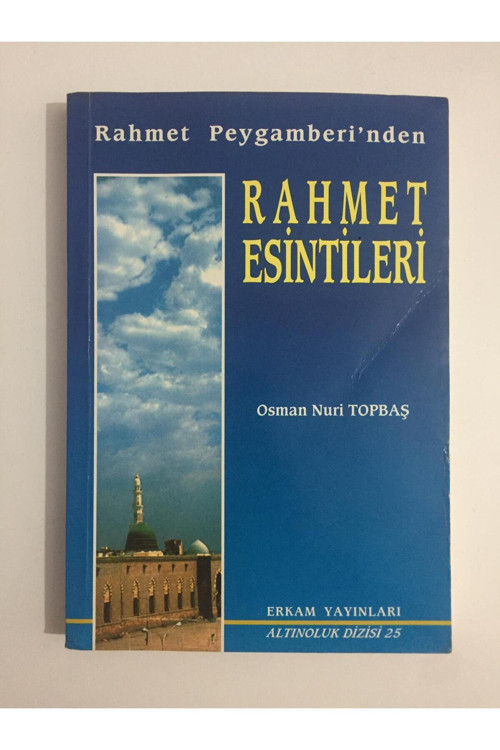 Rahmet Peygamberi'nden
RAHMET
ESİNTİLERİ
Osman Nuri TOPBAŞ
ERKAM YAYINLARI
ALTINOLUK DİZİSİ 25